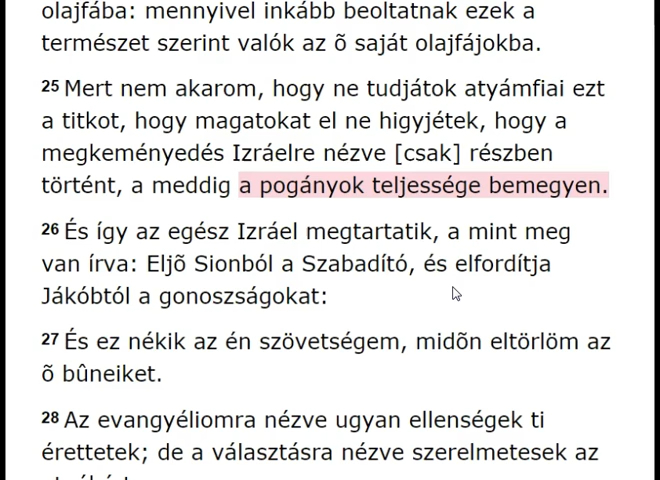 olajfába: mennyivel inkább beoltatnak ezek a
természet szerint valók az õ saját olajfájokba.
25 Mert nem akarom, hogy ne tudjátok atyámfiai ezt
a titkot, hogy magatokat el ne higyjétek, hogy a
megkeményedés Izráelre nézve [csak] részben
történt, a meddig a pogányok teljessége bemegyen.
26 És így az egész Izráel megtartatik, a mint meg
van írva: Eljõ Sionból a Szabadító, és elfordítja
Jákóbtól a gonoszságokat:
27 És ez nékik az én szövetségem, midõn eltörlöm az
õ bûneiket.
28 Az evangyéliomra nézve ugyan ellenségek ti
érettetek; de a választásra nézve szerelmetesek az